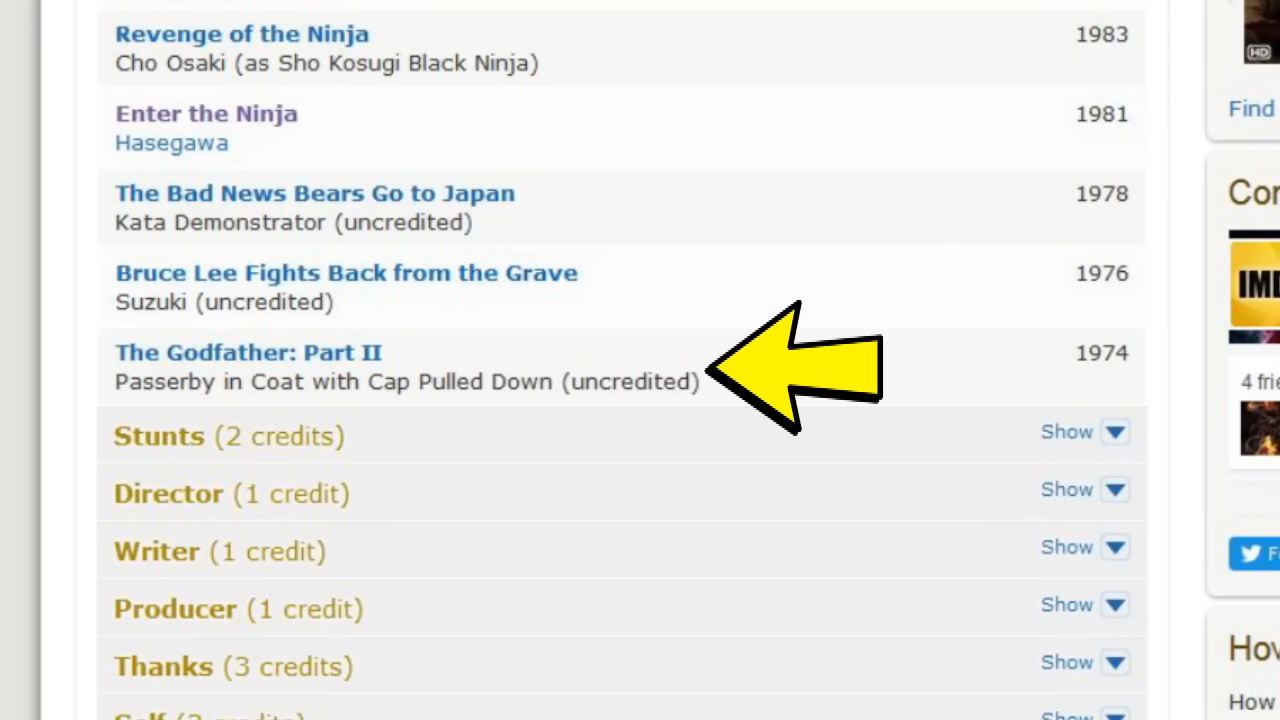 Revenge of the Ninja 1983
Cho Osaki (as Sho Kosugi Black Ninja)
HD
Find
Enter the Ninja 1981
Hasegawa
The Bad News Bears Go to Japan 1978
Kata Demonstrator (uncredited)
Bruce Lee Fights Back from the Grave 1976
Suzuki (uncredited)
The Godfather: Part II 1974
Passerby in Coat with Cap Pulled Down (uncredited)
Stunts (2 credits) Show
Director (1 credit) Show
Writer (1 credit) Show
Producer (1 credit) Show
Thanks (3 credits) Show
How